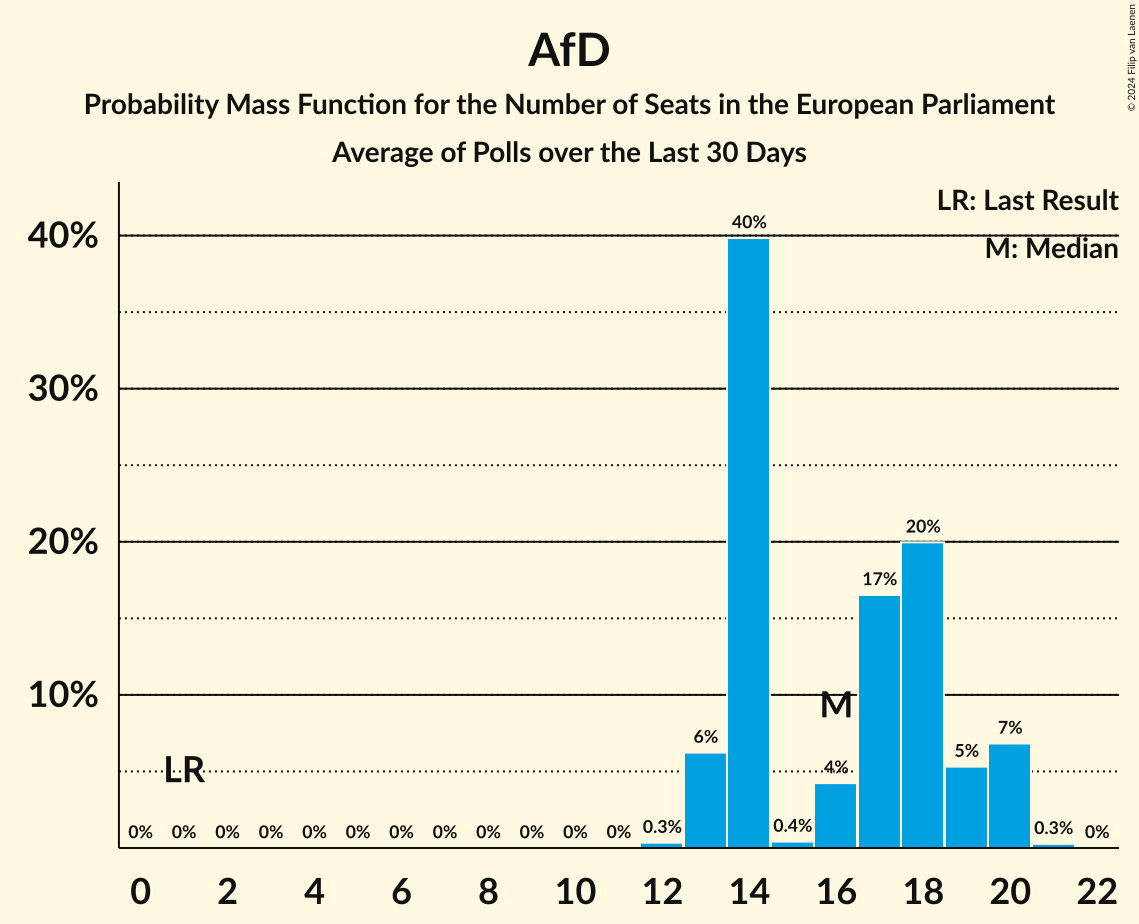 AfD
Probability Mass Function for the Number of Seats in the European Parliament
Average of Polls over the Last 30 Days
© 2024 Filip van Laenen
LR: Last Result
M: Median
40%
30%
20%
10%
40%
20%
17%
M
6%
7%
5%
4%
LR
0% 0% 0% 0% 0% 0% 0% 0% 0% 0% 0% 0% 0.3% 0.4% 0.3% 0%
0 2 4 6 8 10 12 14 16 18 20 22